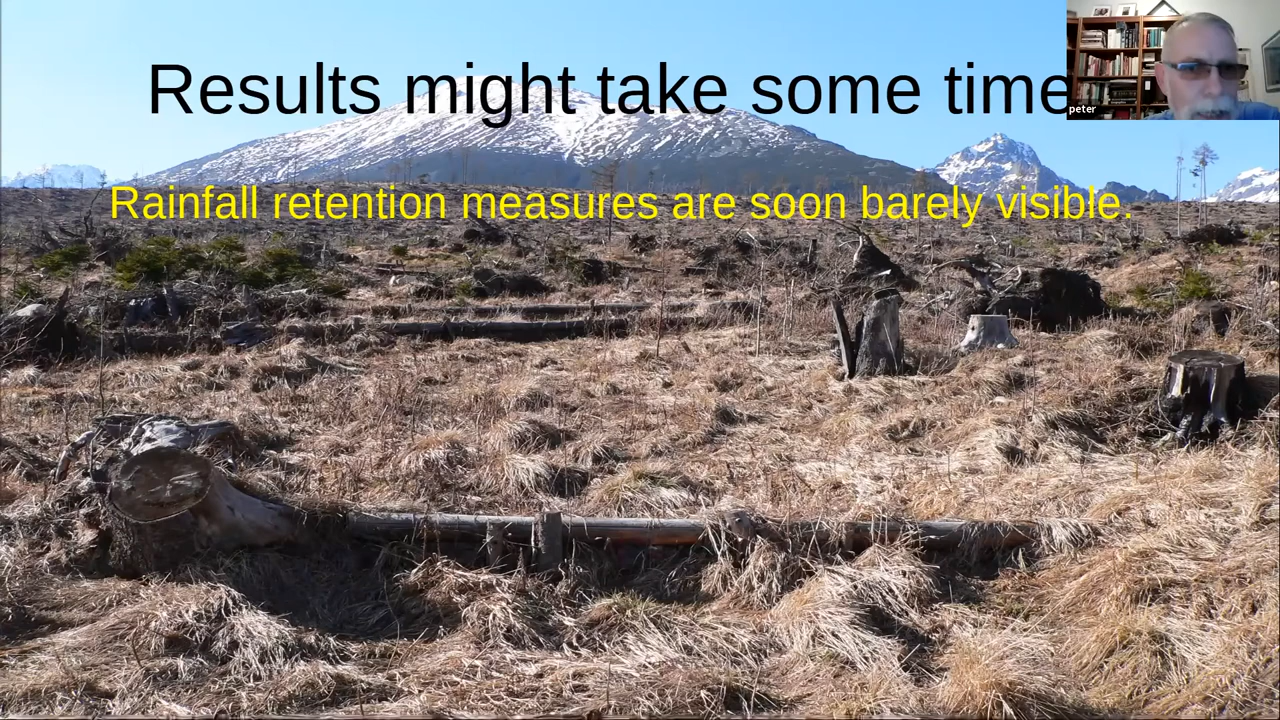 Results might take some time
peter
Rainfall retention measures are soon barely visible.